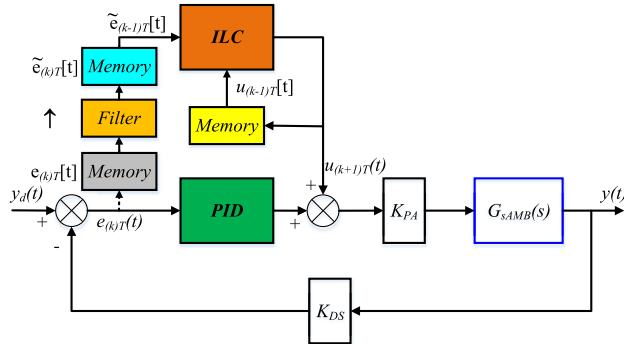 ẽ(k-1)T[t]
ILC
ẽ(k)T[t]
Memory
u(k-1)T[t]
↑
Filter
Memory
e(k)T[t]
Memory
u(k+1)T(t)
yd(t)
+
e(k)T(t)
PID
+
+
KPA
GsAMB(s)
y(t)
-
KDS